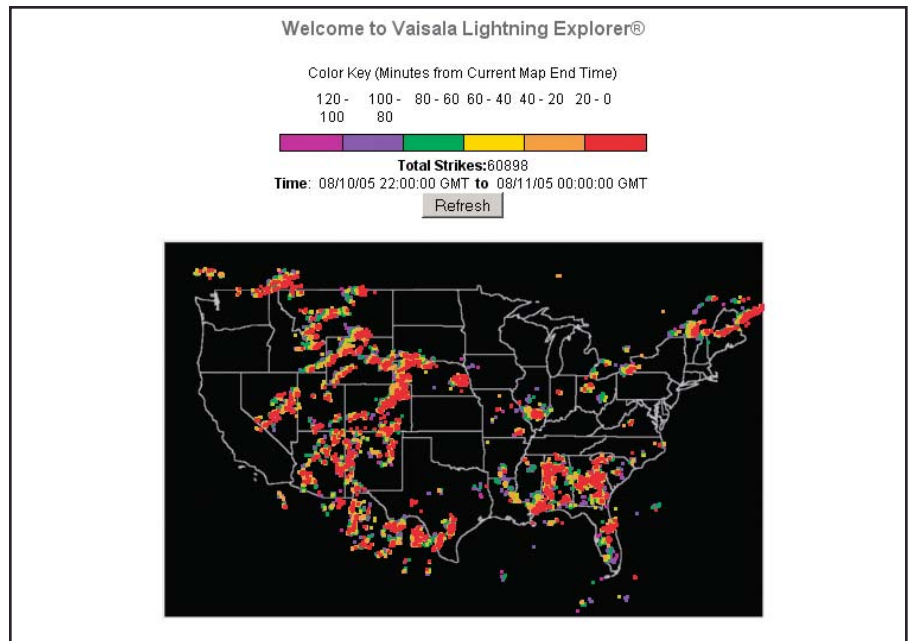 Welcome to Vaisala Lightning Explorer®
Color Key (Minutes from Current Map End Time)
120 - 100 - 80 - 60 60 - 40 40 - 20 20 - 0
100 80
Total Strikes:60898
Time: 08/10/05 22:00:00 GMT to 08/11/05 00:00:00 GMT
Refresh